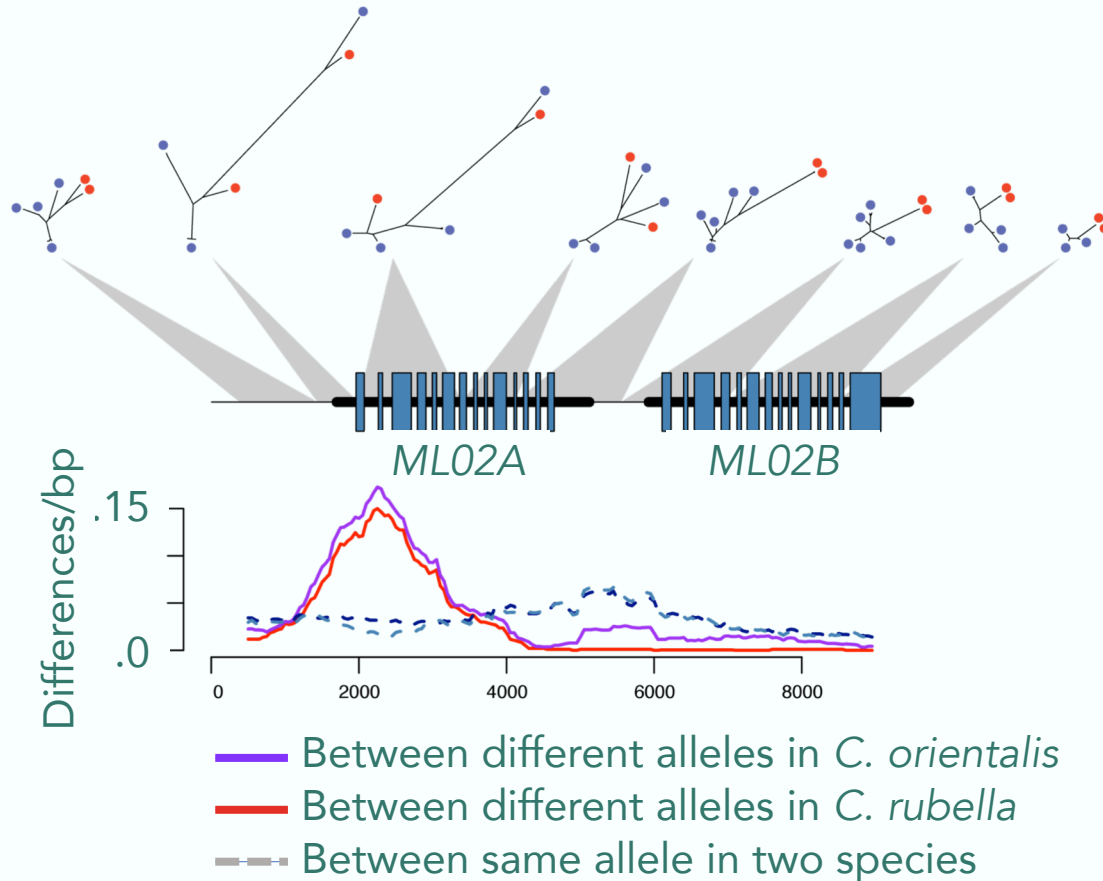 ML02A
ML02B
Differences/bp
.15
.0
0
2000
4000
6000
8000
Between different alleles in C. orientalis
Between different alleles in C. rubella
Between same allele in two species